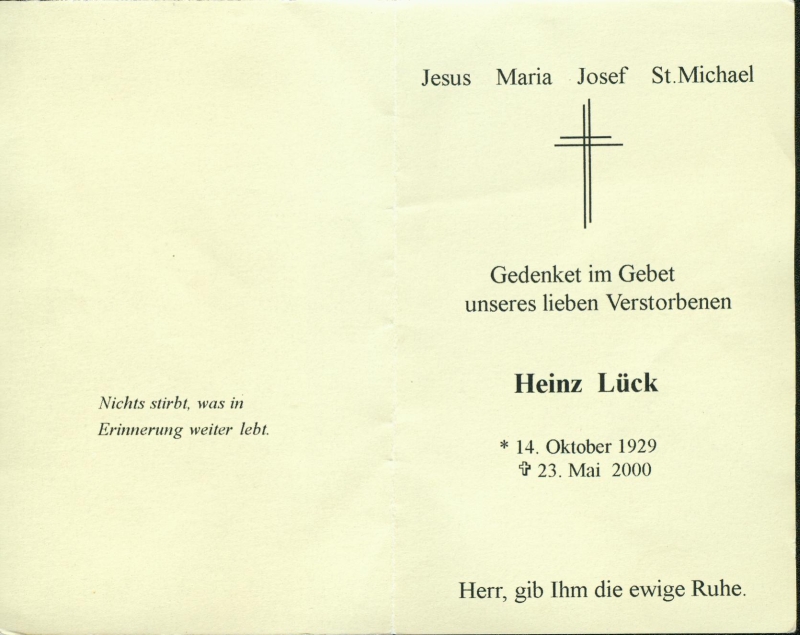 Nichts stirbt, was in
Erinnerung weiter lebt.
Jesus Maria Josef St.Michael
Gedenket im Gebet
unseres lieben Verstorbenen
Heinz Lück
* 14. Oktober 1929
✞ 23. Mai 2000
Herr, gib Ihm die ewige Ruhe.